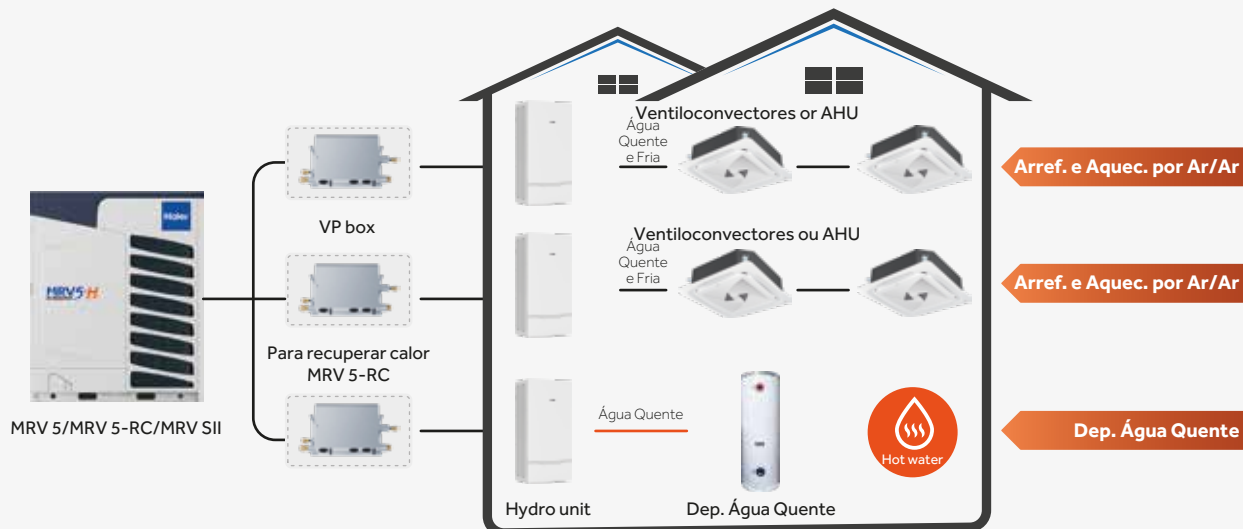 Ventiloconvectores or AHU
Água
Quente
e Fria
Arref. e Aquec. por Ar/Ar
VP box
Haier
MRV5-H
Ventiloconvectores ou AHU
Água
Quente
e Fria
Arref. e Aquec. por Ar/Ar
Para recuperar calor
MRV 5-RC
MRV 5/MRV 5-RC/MRV SII
Água Quente
Hot water
Dep. Água Quente
Hydro unit
Dep. Água Quente